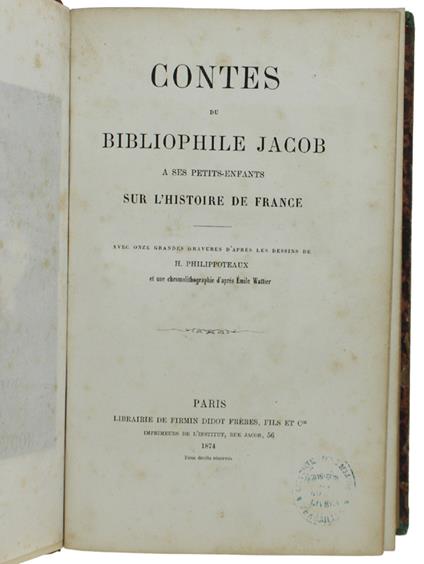 CONTES
DU
BIBLIOPHILE JACOB
A SES PETITS-ENFANTS
SUR L'HISTOIRE DE FRANCE
AVEC ONZE GRANDES GRAVURES D'APRÈS LES DESSINS DE
H. PHILIPPOTEAUX
et une chromolithographie d'après Émile Wattier
PARIS
LIBRAIRIE DE FIRMIN DIDOT FRÈRES, FILS ET Cie
IMPRIMEURS DE L'INSTITUT, RUE JACOB, 56
1874
Tous droits réservés